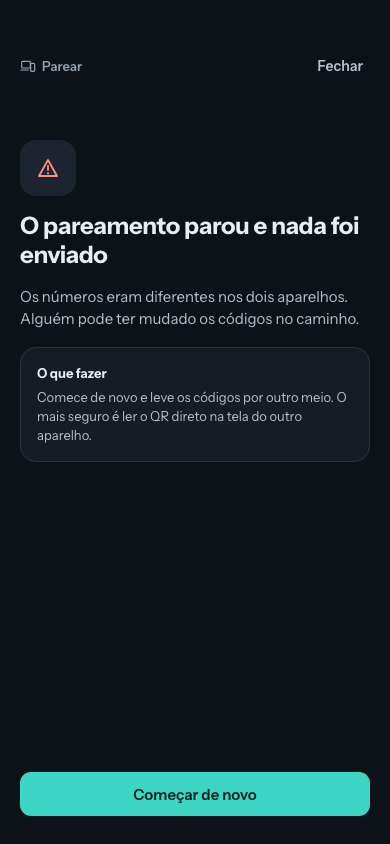 Parear
Fechar
O pareamento parou e nada foi
enviado
Os números eram diferentes nos dois aparelhos.
Alguém pode ter mudado os códigos no caminho.
O que fazer
Comece de novo e leve os códigos por outro meio. O
mais seguro é ler o QR direto na tela do outro
aparelho.
Começar de novo